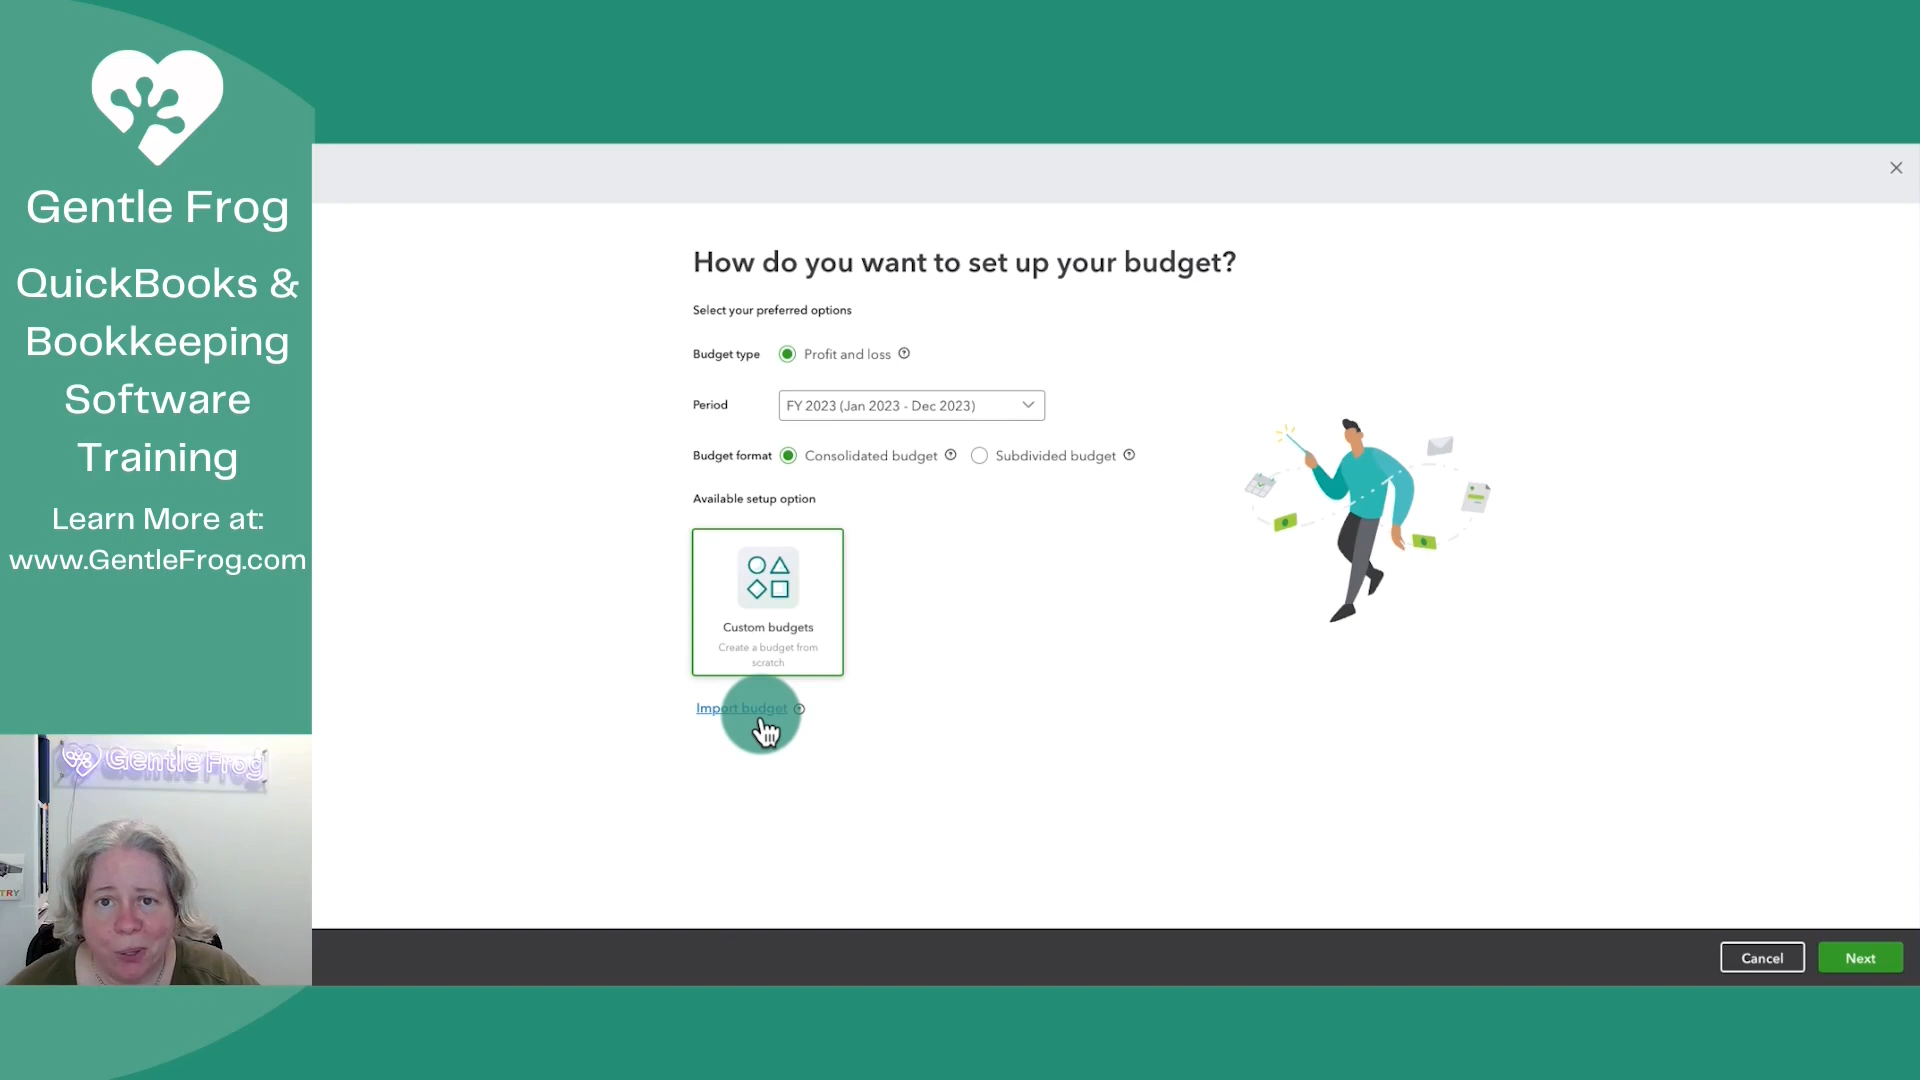 Gentle Frog
QuickBooks &
Bookkeeping
Software
Training
Learn More at:
www.GentleFrog.com
Gentle Frog
TRY
How do you want to set up your budget?
Select your preferred options
Budget type Profit and loss
Period FY 2023 (Jan 2023 - Dec 2023)
Budget format Consolidated budget Subdivided budget
Available setup option
Custom budgets
Create a budget from
scratch
Import budget
Cancel Next